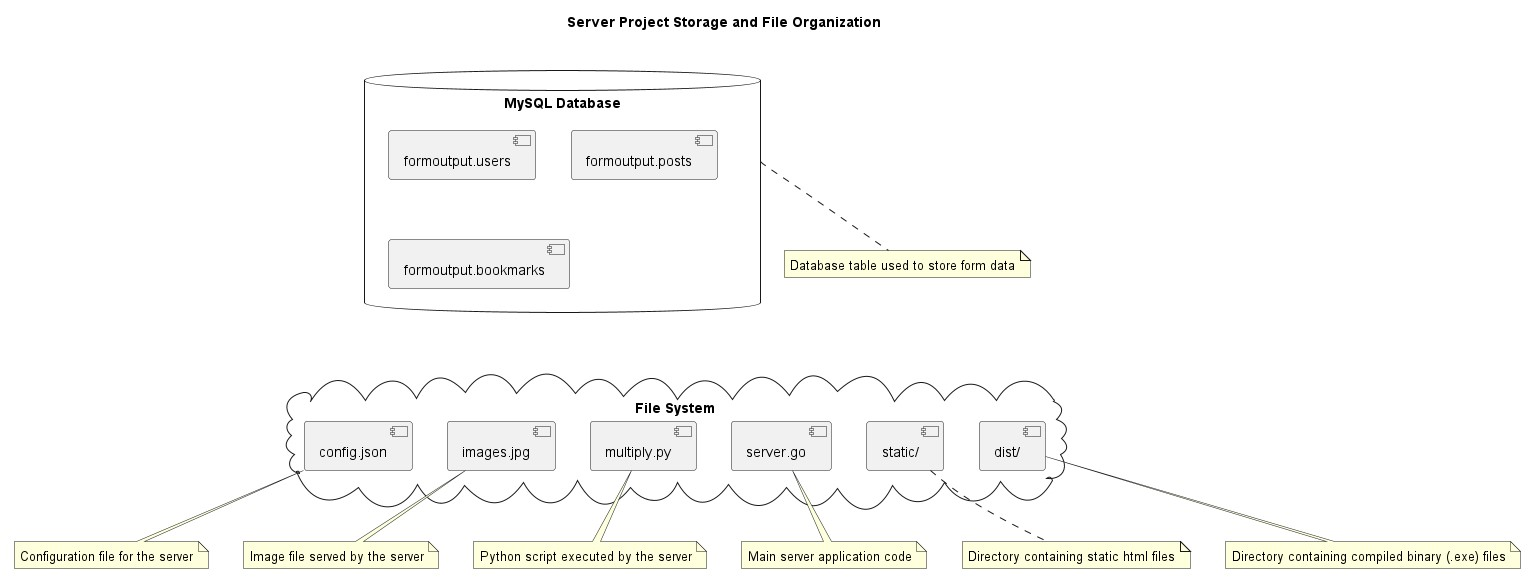 Server Project Storage and File Organization
MySQL Database
formoutput.users
formoutput.posts
formoutput.bookmarks
Database table used to store form data
File System
config.json
images.jpg
multiply.py
server.go
static/
dist/
Configuration file for the server
Image file served by the server
Python script executed by the server
Main server application code
Directory containing static html files
Directory containing compiled binary (.exe) files